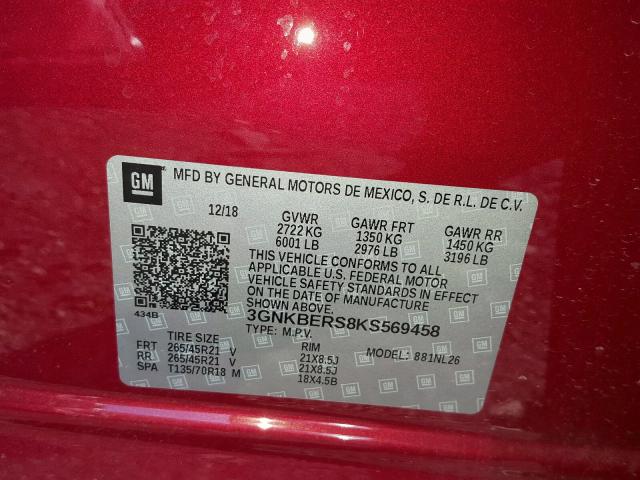 GM MFD BY GENERAL MOTORS DE MEXICO, S. DE R.L. DE C.V.
12/18 GVWR GAWR FRT GAWR RR
2722 KG 1350 KG 1450 KG
6001 LB 2976 LB 3196 LB
THIS VEHICLE CONFORMS TO ALL
APPLICABLE U.S. FEDERAL MOTOR
VEHICLE SAFETY STANDARDS IN EFFECT
ON THE DATE OF MANUFACTURE
SHOWN ABOVE.
434B 3GNKBERS8KS569458
TYPE: M.P.V. MODEL: 881NL26
TIRE SIZE RIM
FRT 265/45R21 V 21X8.5J
RR 265/45R21 V 21X8.5J
SPA T135/70R18 M 18X4.5B